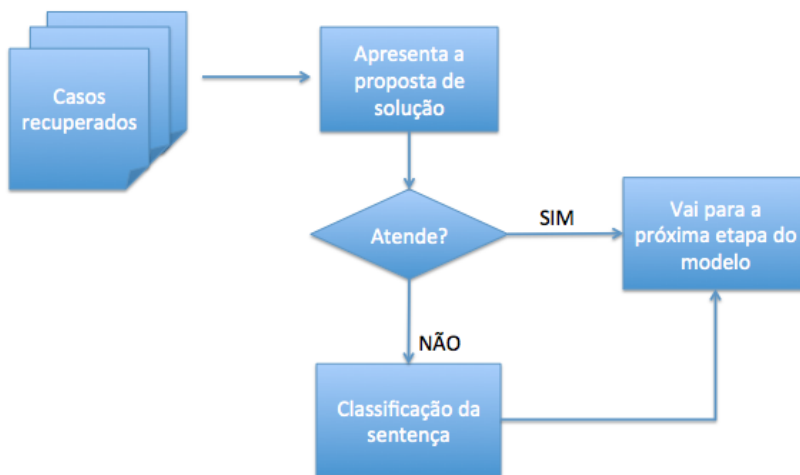 Casos
recuperados
Apresenta a
proposta de
solução
Atende?
SIM
Vai para a
próxima etapa do
modelo
NÃO
Classificação da
sentença